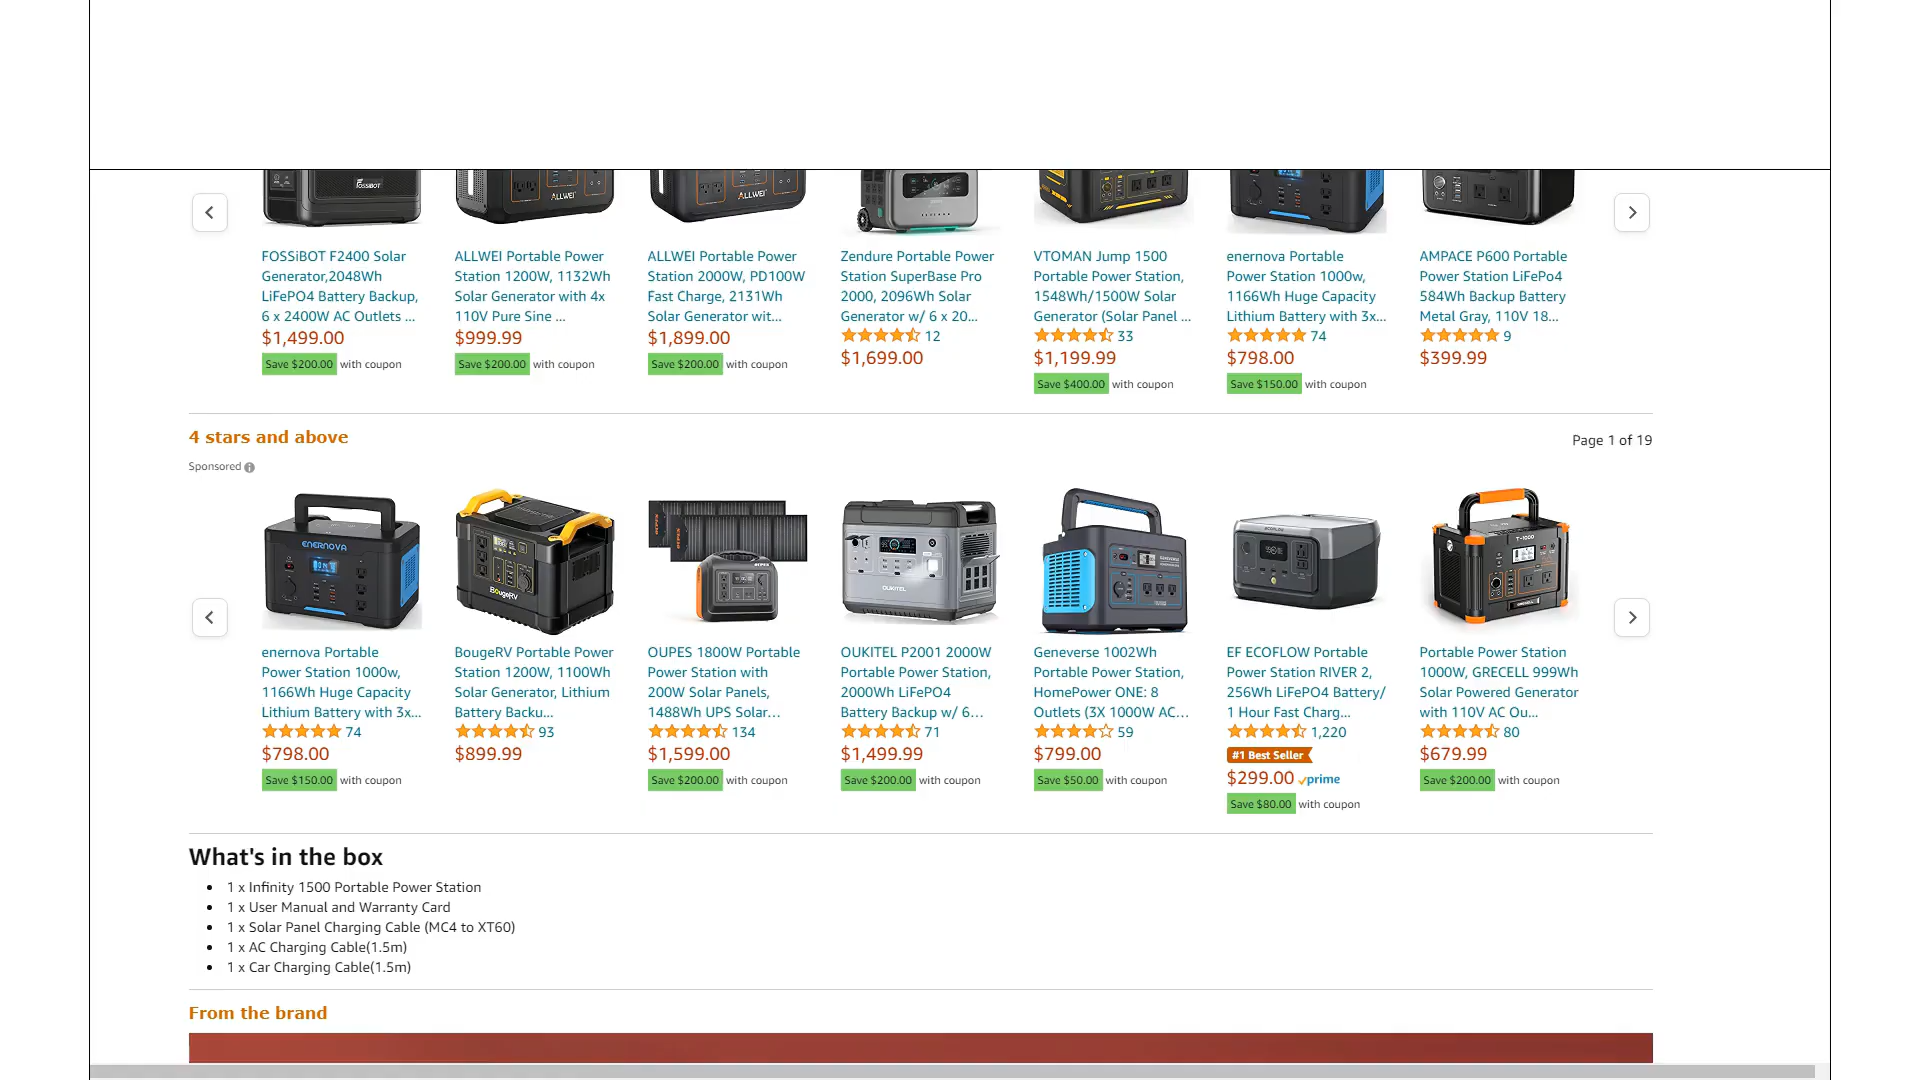 FOSSiBOT
ALLWEI
ALLWEI
FOSSiBOT F2400 Solar
Generator,2048Wh
LiFePO4 Battery Backup,
6 x 2400W AC Outlets ...
$1,499.00
Save $200.00 with coupon
ALLWEI Portable Power
Station 1200W, 1132Wh
Solar Generator with 4x
110V Pure Sine ...
$999.99
Save $200.00 with coupon
ALLWEI Portable Power
Station 2000W, PD100W
Fast Charge, 2131Wh
Solar Generator wit...
$1,899.00
Save $200.00 with coupon
Zendure Portable Power
Station SuperBase Pro
2000, 2096Wh Solar
Generator w/ 6 x 20...
12
$1,699.00
VTOMAN Jump 1500
Portable Power Station,
1548Wh/1500W Solar
Generator (Solar Panel ...
33
$1,199.99
Save $400.00 with coupon
enernova Portable
Power Station 1000w,
1166Wh Huge Capacity
Lithium Battery with 3x...
74
$798.00
Save $150.00 with coupon
AMPACE P600 Portable
Power Station LiFePo4
584Wh Backup Battery
Metal Gray, 110V 18...
9
$399.99
4 stars and above
Page 1 of 19
Sponsored
ENERNOVA
BougeRV
OUPES
OUKITEL
GENEVERSE
ECOFLOW
T-1000
GRECELL
enernova Portable
Power Station 1000w,
1166Wh Huge Capacity
Lithium Battery with 3x...
74
$798.00
Save $150.00 with coupon
BougeRV Portable Power
Station 1200W, 1100Wh
Solar Generator, Lithium
Battery Backu...
93
$899.99
OUPES 1800W Portable
Power Station with
200W Solar Panels,
1488Wh UPS Solar...
134
$1,599.00
Save $200.00 with coupon
OUKITEL P2001 2000W
Portable Power Station,
2000Wh LiFePO4
Battery Backup w/ 6...
71
$1,499.99
Save $200.00 with coupon
Geneverse 1002Wh
Portable Power Station,
HomePower ONE: 8
Outlets (3X 1000W AC...
59
$799.00
Save $50.00 with coupon
EF ECOFLOW Portable
Power Station RIVER 2,
256Wh LiFePO4 Battery/
1 Hour Fast Charg...
1,220
#1 Best Seller
$299.00 prime
Save $80.00 with coupon
Portable Power Station
1000W, GRECELL 999Wh
Solar Powered Generator
with 110V AC Ou...
80
$679.99
Save $200.00 with coupon
What's in the box
1 x Infinity 1500 Portable Power Station
1 x User Manual and Warranty Card
1 x Solar Panel Charging Cable (MC4 to XT60)
1 x AC Charging Cable(1.5m)
1 x Car Charging Cable(1.5m)
From the brand